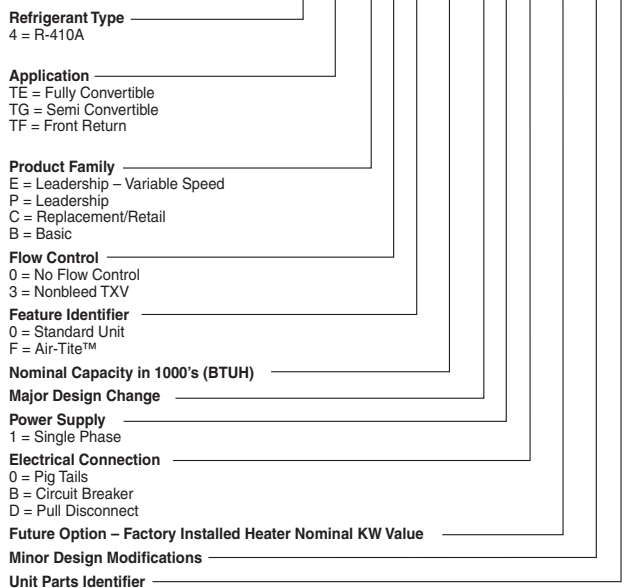 Refrigerant Type
4 = R-410A
Application
TE = Fully Convertible
TG = Semi Convertible
TF = Front Return
Product Family
E = Leadership – Variable Speed
P = Leadership
C = Replacement/Retail
B = Basic
Flow Control
0 = No Flow Control
3 = Nonbleed TXV
Feature Identifier
0 = Standard Unit
F = Air-Tite™
Nominal Capacity in 1000's (BTUH)
Major Design Change
Power Supply
1 = Single Phase
Electrical Connection
0 = Pig Tails
B = Circuit Breaker
D = Pull Disconnect
Future Option – Factory Installed Heater Nominal KW Value
Minor Design Modifications
Unit Parts Identifier